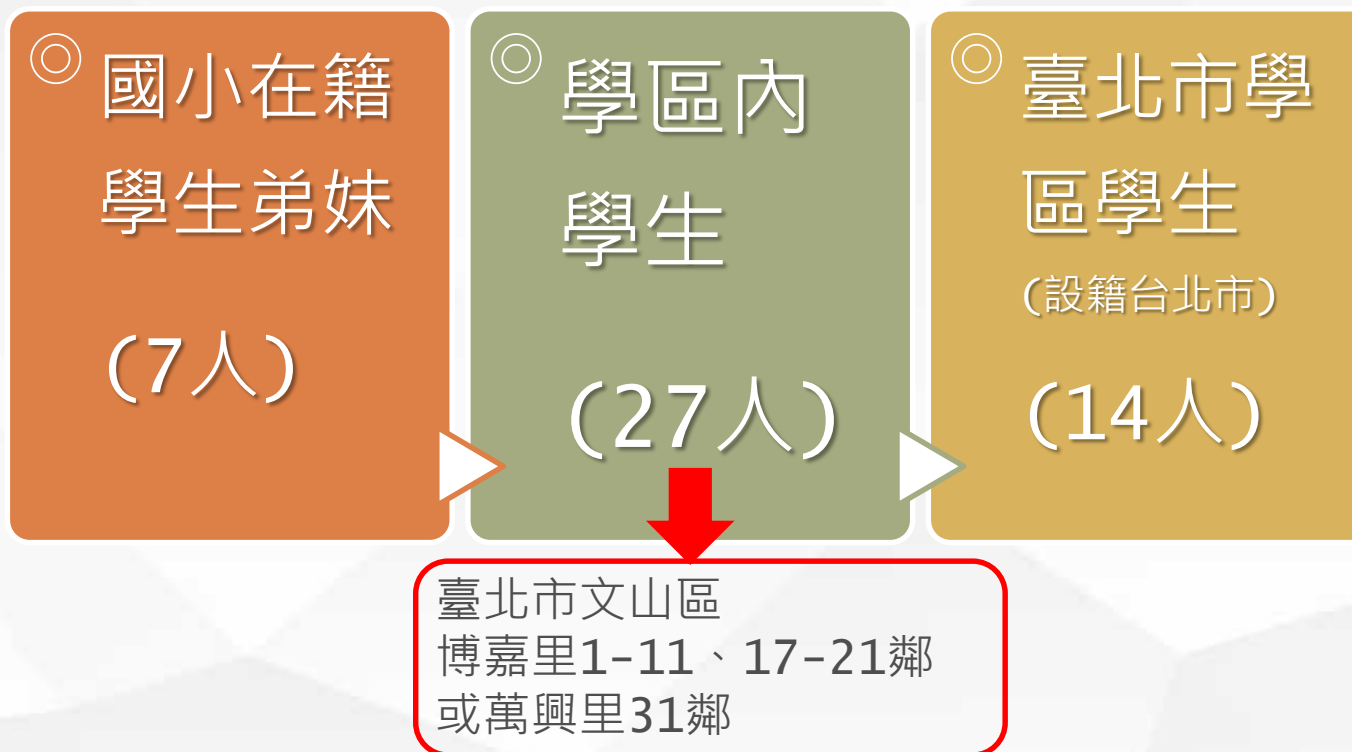 ◎ 國小在籍
學生弟妹
(7人)
◎ 學區內
學生
(27人)
◎ 臺北市學
區學生
(設籍台北市)
(14人)
臺北市文山區
博嘉里1-11、17-21鄰
或萬興里31鄰